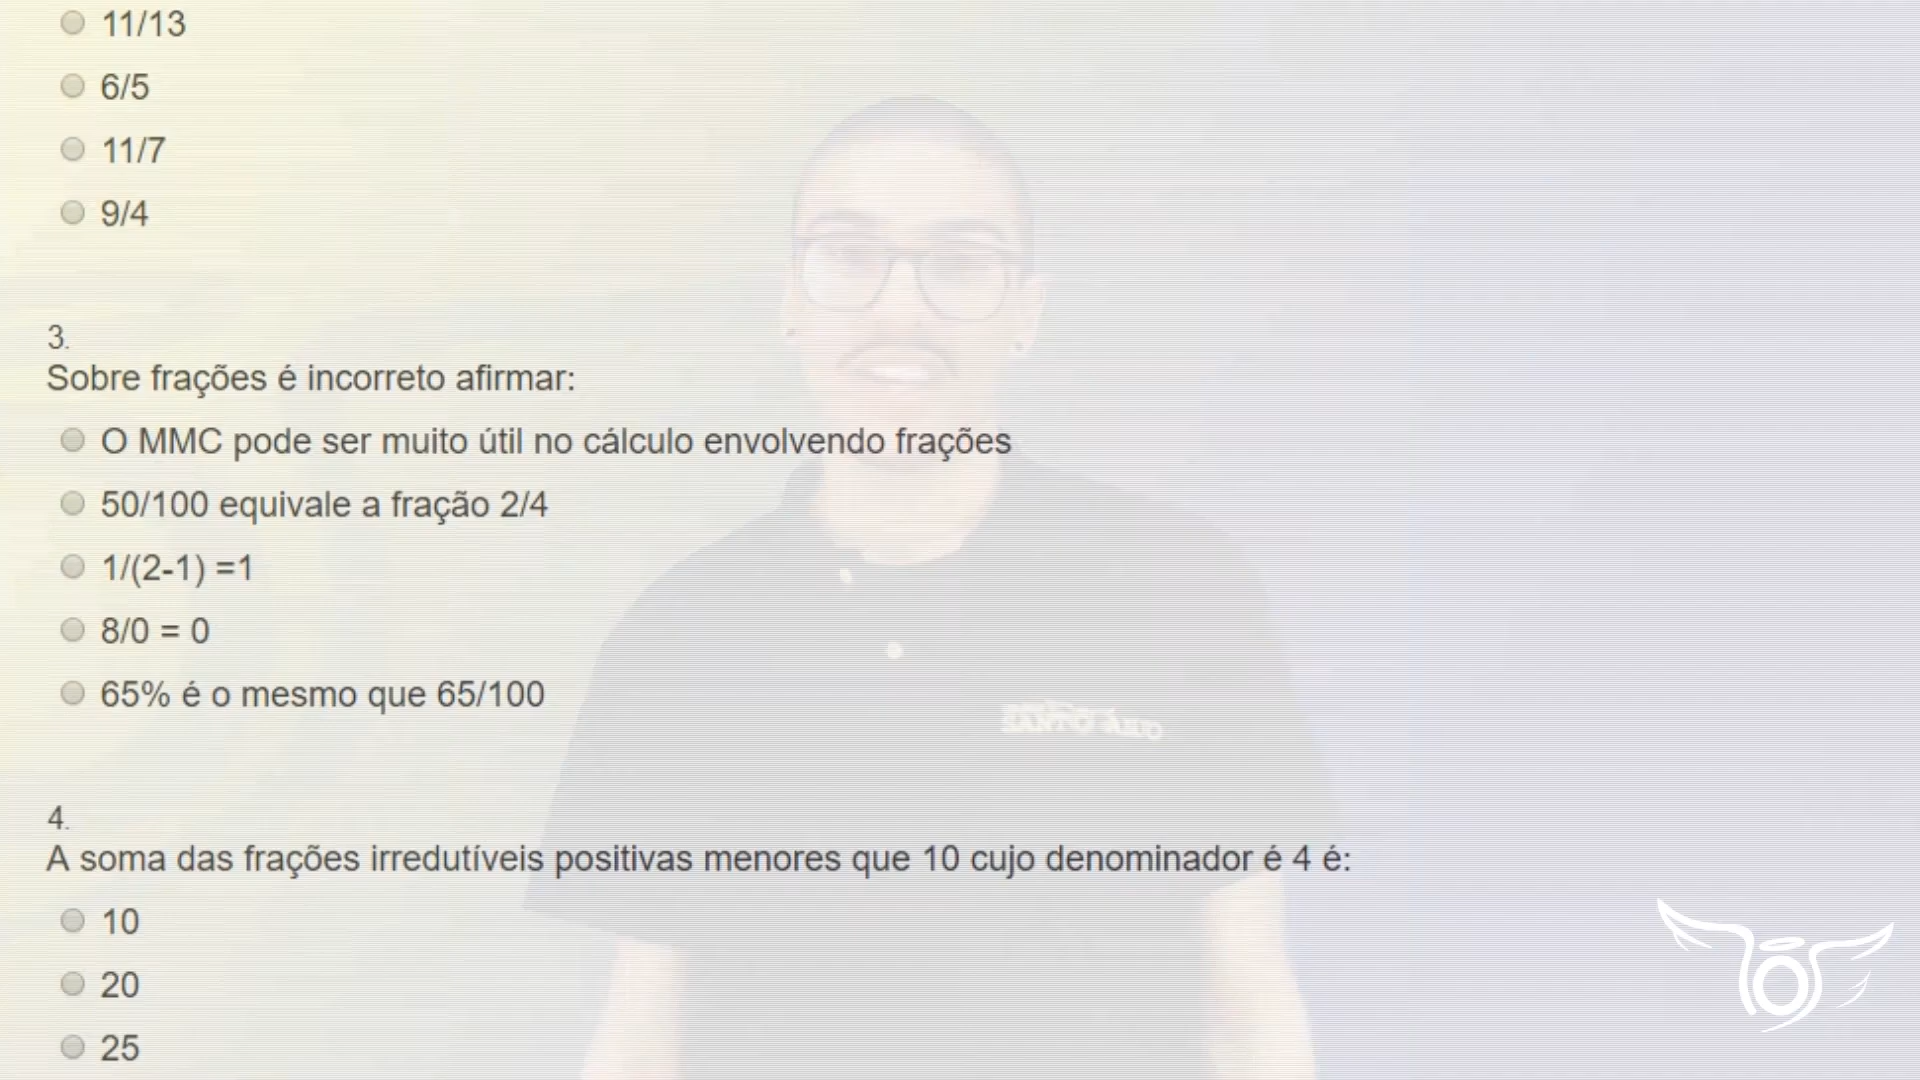 11/13
6/5
11/7
9/4
3.
Sobre frações é incorreto afirmar:
O MMC pode ser muito útil no cálculo envolvendo frações
50/100 equivale a fração 2/4
1/(2-1) =1
8/0 = 0
65% é o mesmo que 65/100
4.
A soma das frações irredutíveis positivas menores que 10 cujo denominador é 4 é:
10
20
25